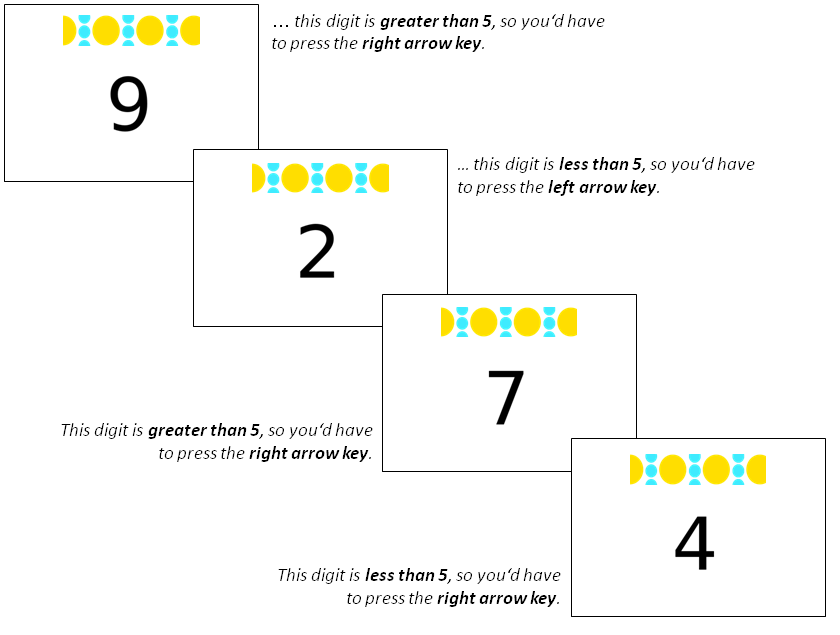 … this digit is greater than 5, so you‘d have
to press the right arrow key.
9
… this digit is less than 5, so you‘d have
to press the left arrow key.
2
7
This digit is greater than 5, so you‘d have
to press the right arrow key.
4
This digit is less than 5, so you‘d have
to press the right arrow key.